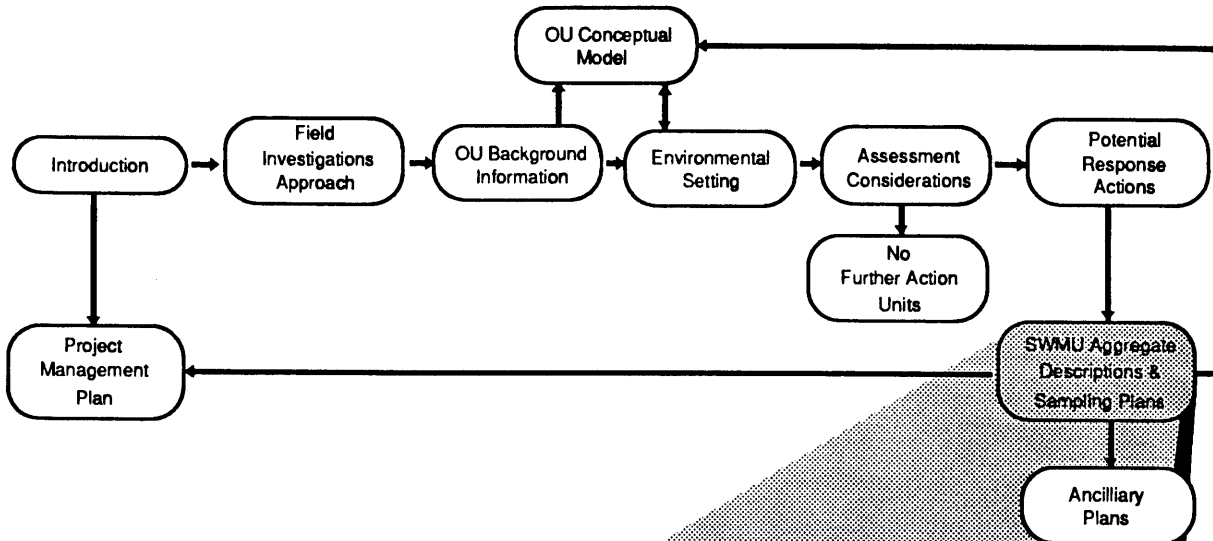 OU Conceptual
Model
Introduction
Field
Investigations
Approach
OU Background
Information
Environmental
Setting
Assessment
Considerations
Potential
Response
Actions
No
Further Action
Units
Project
Management
Plan
SWMU Aggregate
Descriptions &
Sampling Plans
Ancilliary
Plans